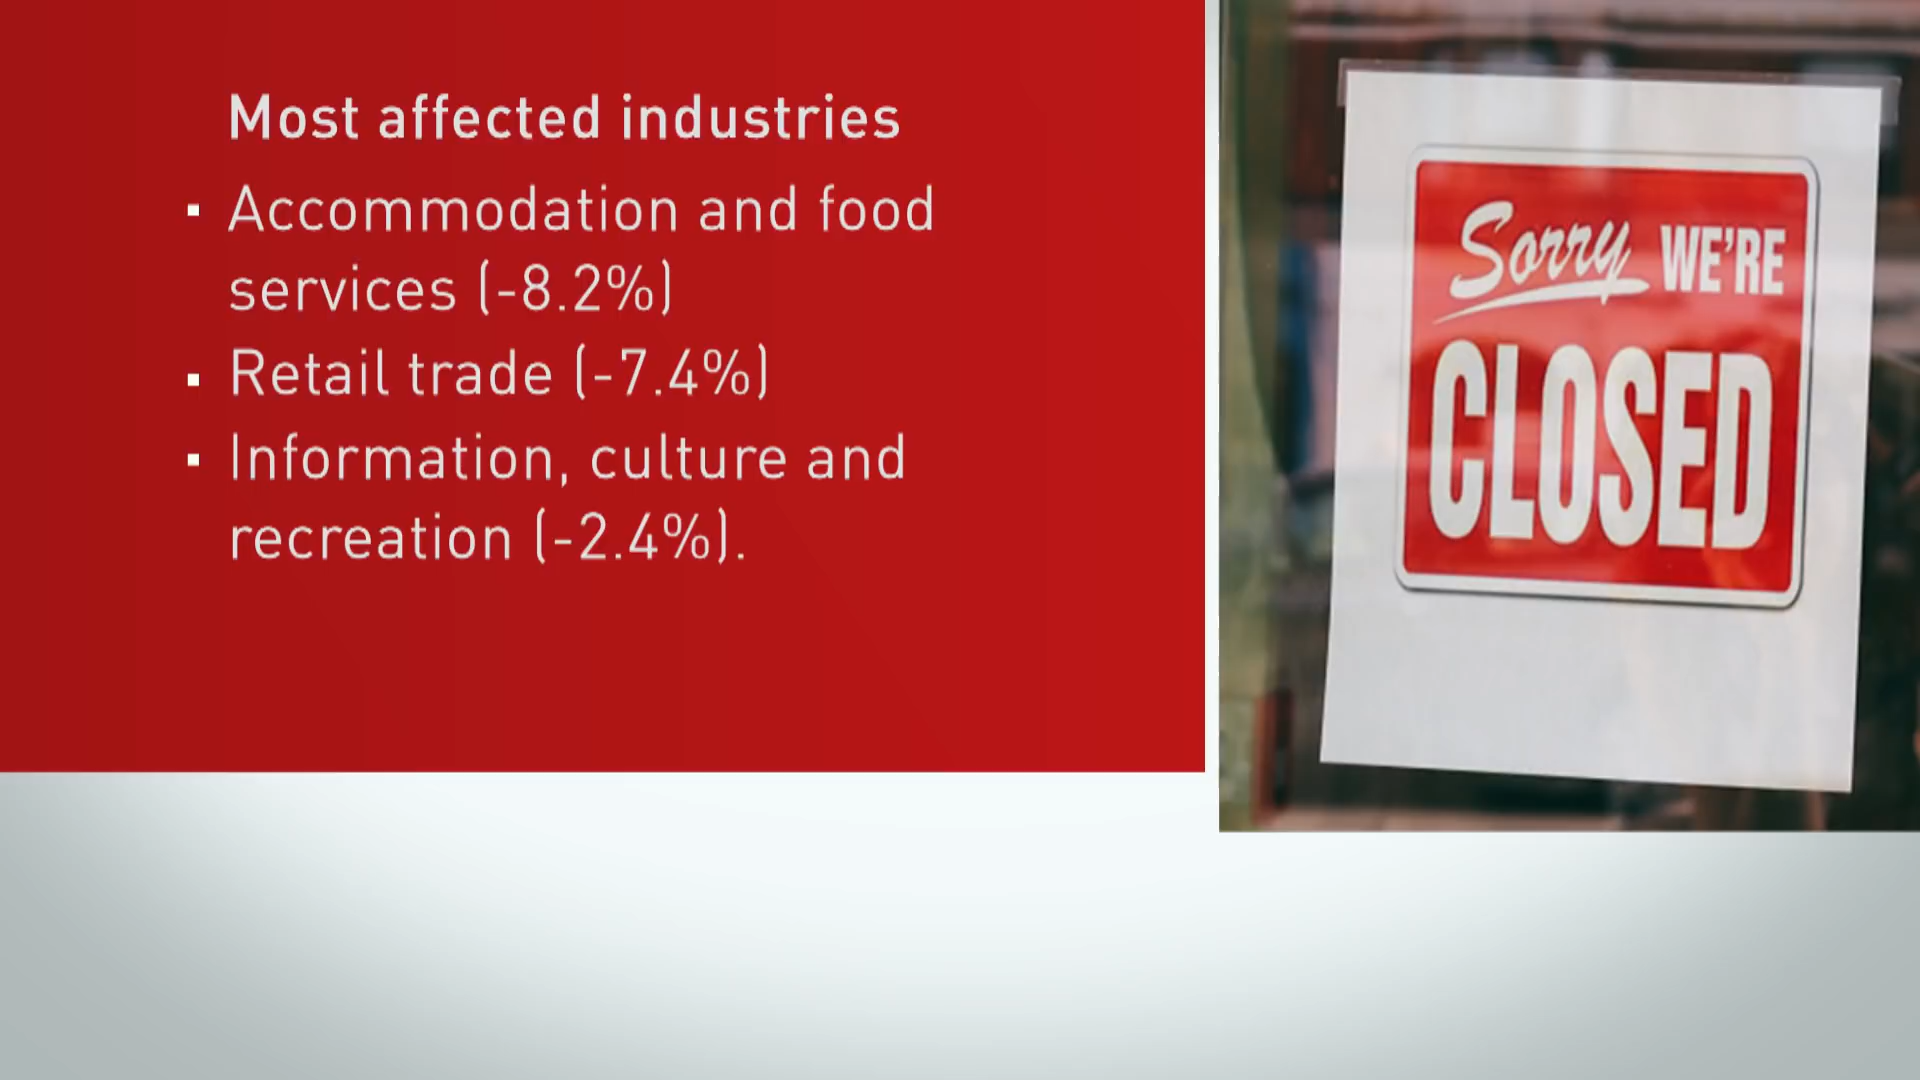 Most affected industries
▪ Accommodation and food
services (-8.2%)
▪ Retail trade (-7.4%)
▪ Information, culture and
recreation (-2.4%).
Sorry WE'RE
CLOSED